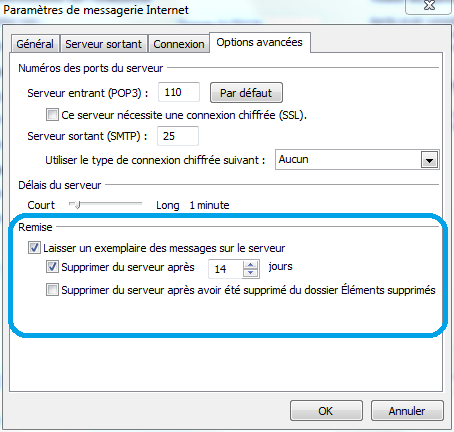 Paramètres de messagerie Internet
Général Serveur sortant Connexion Options avancées
Numéros des ports du serveur
Serveur entrant (POP3) : 110 Par défaut
Ce serveur nécessite une connexion chiffrée (SSL).
Serveur sortant (SMTP) : 25
Utiliser le type de connexion chiffrée suivant : Aucun
Délais du serveur
Court Long 1 minute
Remise
Laisser un exemplaire des messages sur le serveur
Supprimer du serveur après 14 jours
Supprimer du serveur après avoir été supprimé du dossier Éléments supprimés
OK Annuler